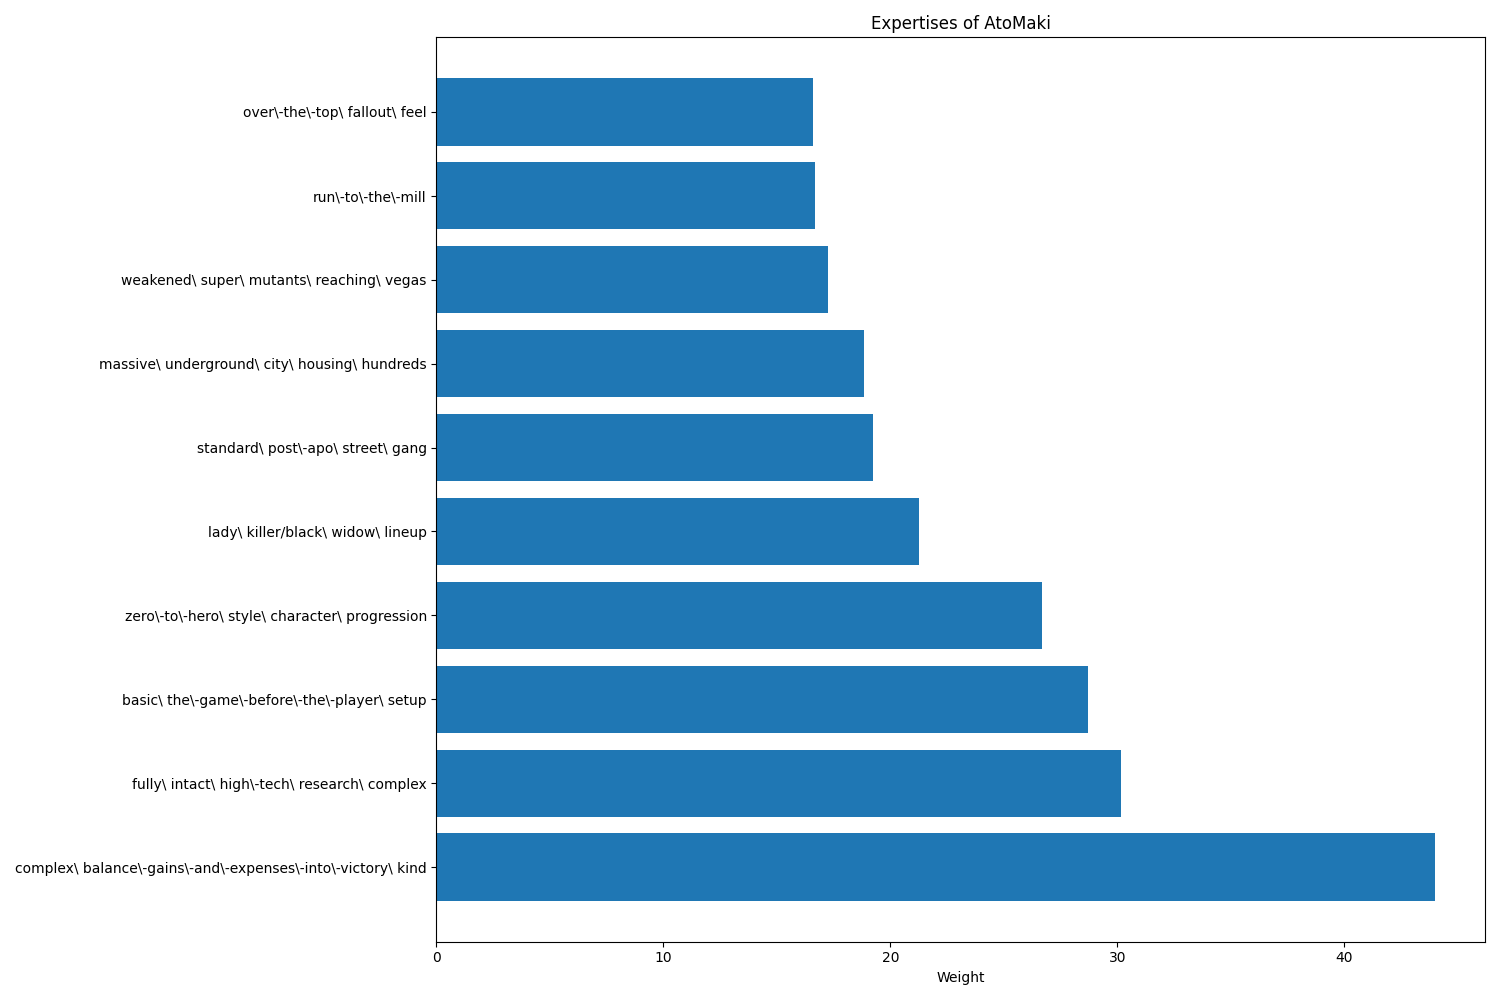 Expertises of AtoMaki
over\-the\-top\ fallout\ feel
run\-to\-the\-mill
weakened\ super\ mutants\ reaching\ vegas
massive\ underground\ city\ housing\ hundreds
standard\ post\-apo\ street\ gang
lady\ killer/black\ widow\ lineup
zero\-to\-hero\ style\ character\ progression
basic\ the\-game\-before\-the\-player\ setup
fully\ intact\ high\-tech\ research\ complex
complex\ balance\-gains\-and\-expenses\-into\-victory\ kind
0 10 20 30 40
Weight